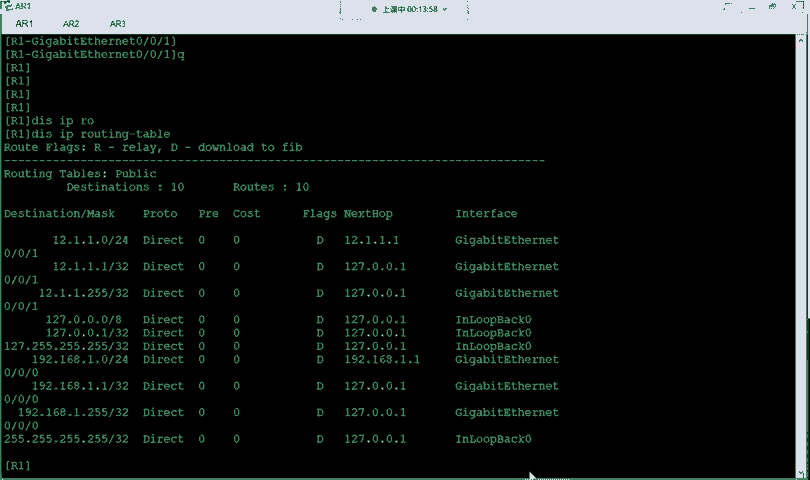 AR1
上课中 00:13:58
AR1 AR2 AR3
[R1-GigabitEthernet0/0/1]
[R1-GigabitEthernet0/0/1]q
[R1]
[R1]
[R1]
[R1]
[R1]dis ip ro
[R1]dis ip routing-table
Route Flags: R - relay, D - download to fib
------------------------------------------------------------------------------
Routing Tables: Public
Destinations : 10 Routes : 10
Destination/Mask Proto Pre Cost Flags NextHop Interface
12.1.1.0/24 Direct 0 0 D 12.1.1.1 GigabitEthernet
0/0/1
12.1.1.1/32 Direct 0 0 D 127.0.0.1 GigabitEthernet
0/0/1
12.1.1.255/32 Direct 0 0 D 127.0.0.1 GigabitEthernet
0/0/1
127.0.0.0/8 Direct 0 0 D 127.0.0.1 InLoopBack0
127.0.0.1/32 Direct 0 0 D 127.0.0.1 InLoopBack0
127.255.255.255/32 Direct 0 0 D 127.0.0.1 InLoopBack0
192.168.1.0/24 Direct 0 0 D 192.168.1.1 GigabitEthernet
0/0/0
192.168.1.1/32 Direct 0 0 D 127.0.0.1 GigabitEthernet
0/0/0
192.168.1.255/32 Direct 0 0 D 127.0.0.1 GigabitEthernet
0/0/0
255.255.255.255/32 Direct 0 0 D 127.0.0.1 InLoopBack0
[R1]